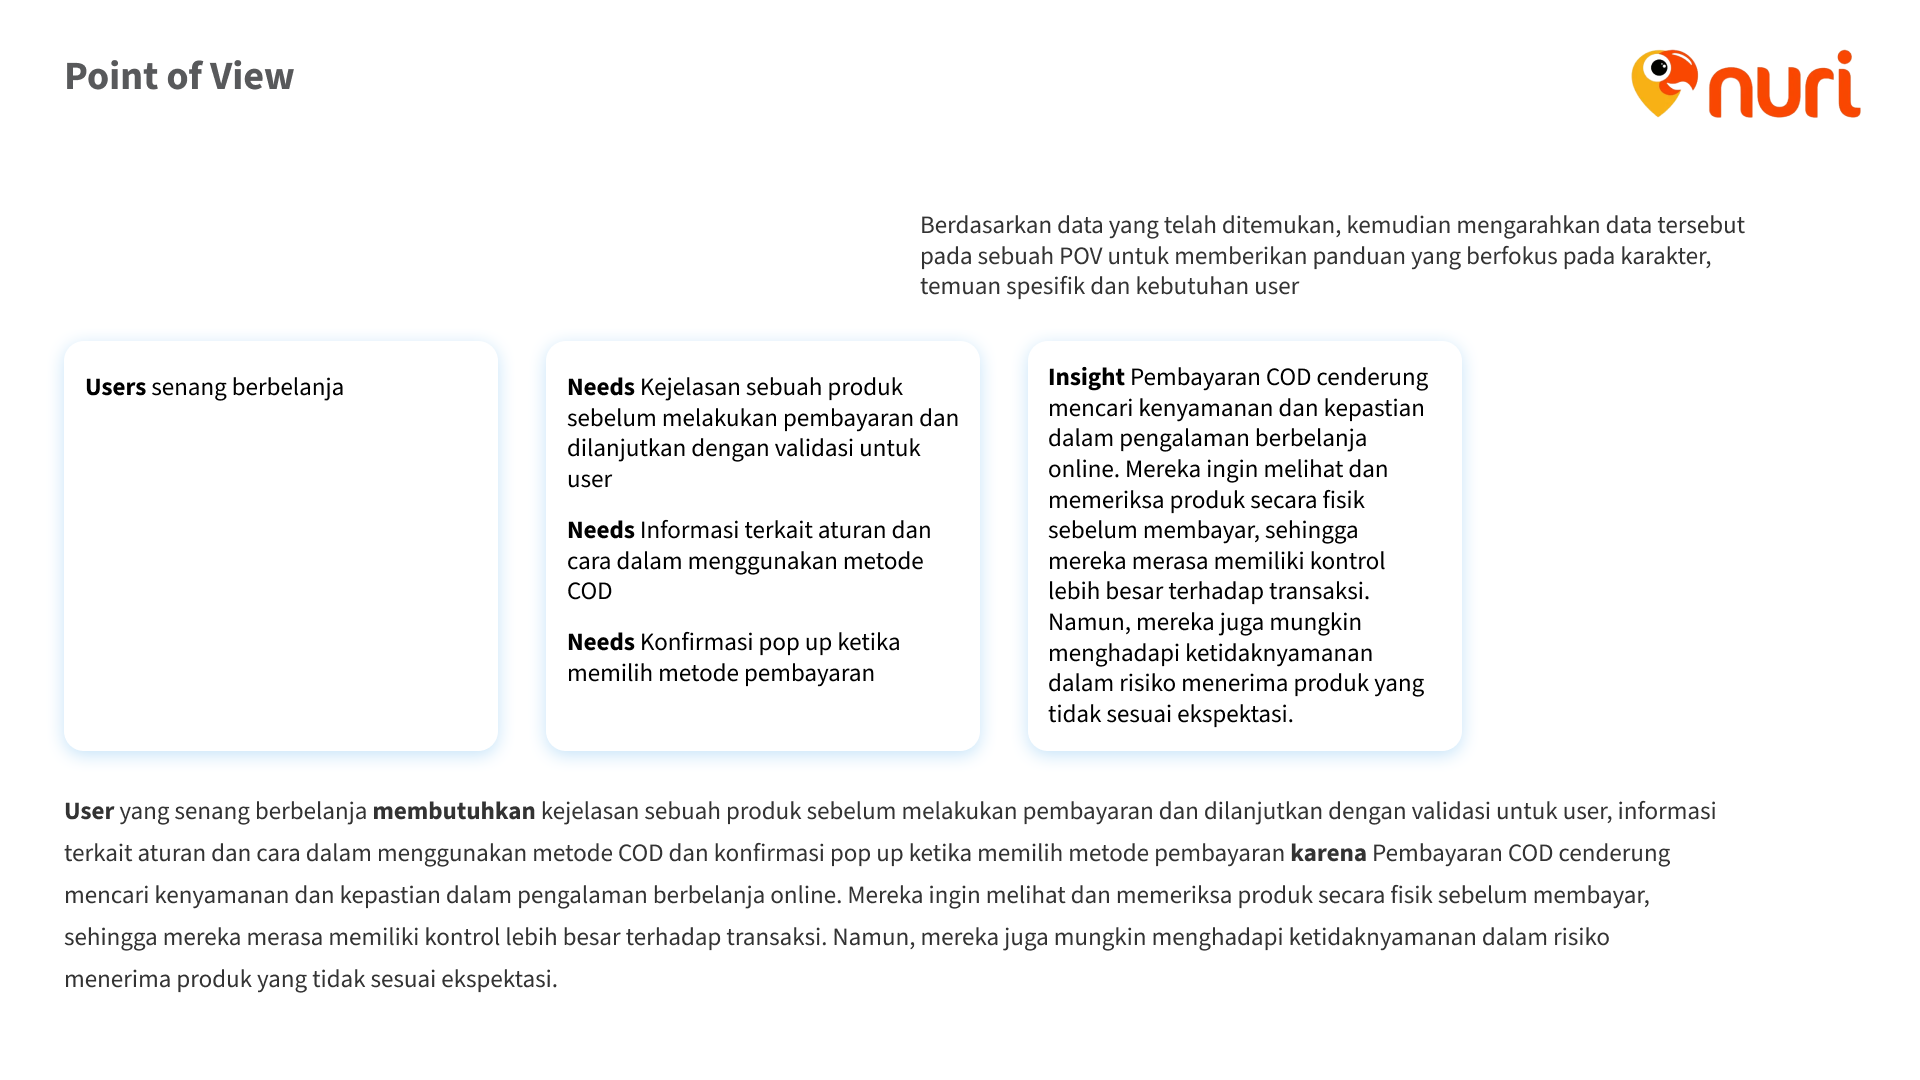 Point of View
nuri
Berdasarkan data yang telah ditemukan, kemudian mengarahkan data tersebut
pada sebuah POV untuk memberikan panduan yang berfokus pada karakter,
temuan spesifik dan kebutuhan user
Users senang berbelanja
Needs Kejelasan sebuah produk
sebelum melakukan pembayaran dan
dilanjutkan dengan validasi untuk
user
Needs Informasi terkait aturan dan
cara dalam menggunakan metode
COD
Needs Konfirmasi pop up ketika
memilih metode pembayaran
Insight Pembayaran COD cenderung
mencari kenyamanan dan kepastian
dalam pengalaman berbelanja
online. Mereka ingin melihat dan
memeriksa produk secara fisik
sebelum membayar, sehingga
mereka merasa memiliki kontrol
lebih besar terhadap transaksi.
Namun, mereka juga mungkin
menghadapi ketidaknyamanan
dalam risiko menerima produk yang
tidak sesuai ekspektasi.
User yang senang berbelanja membutuhkan kejelasan sebuah produk sebelum melakukan pembayaran dan dilanjutkan dengan validasi untuk user, informasi
terkait aturan dan cara dalam menggunakan metode COD dan konfirmasi pop up ketika memilih metode pembayaran karena Pembayaran COD cenderung
mencari kenyamanan dan kepastian dalam pengalaman berbelanja online. Mereka ingin melihat dan memeriksa produk secara fisik sebelum membayar,
sehingga mereka merasa memiliki kontrol lebih besar terhadap transaksi. Namun, mereka juga mungkin menghadapi ketidaknyamanan dalam risiko
menerima produk yang tidak sesuai ekspektasi.